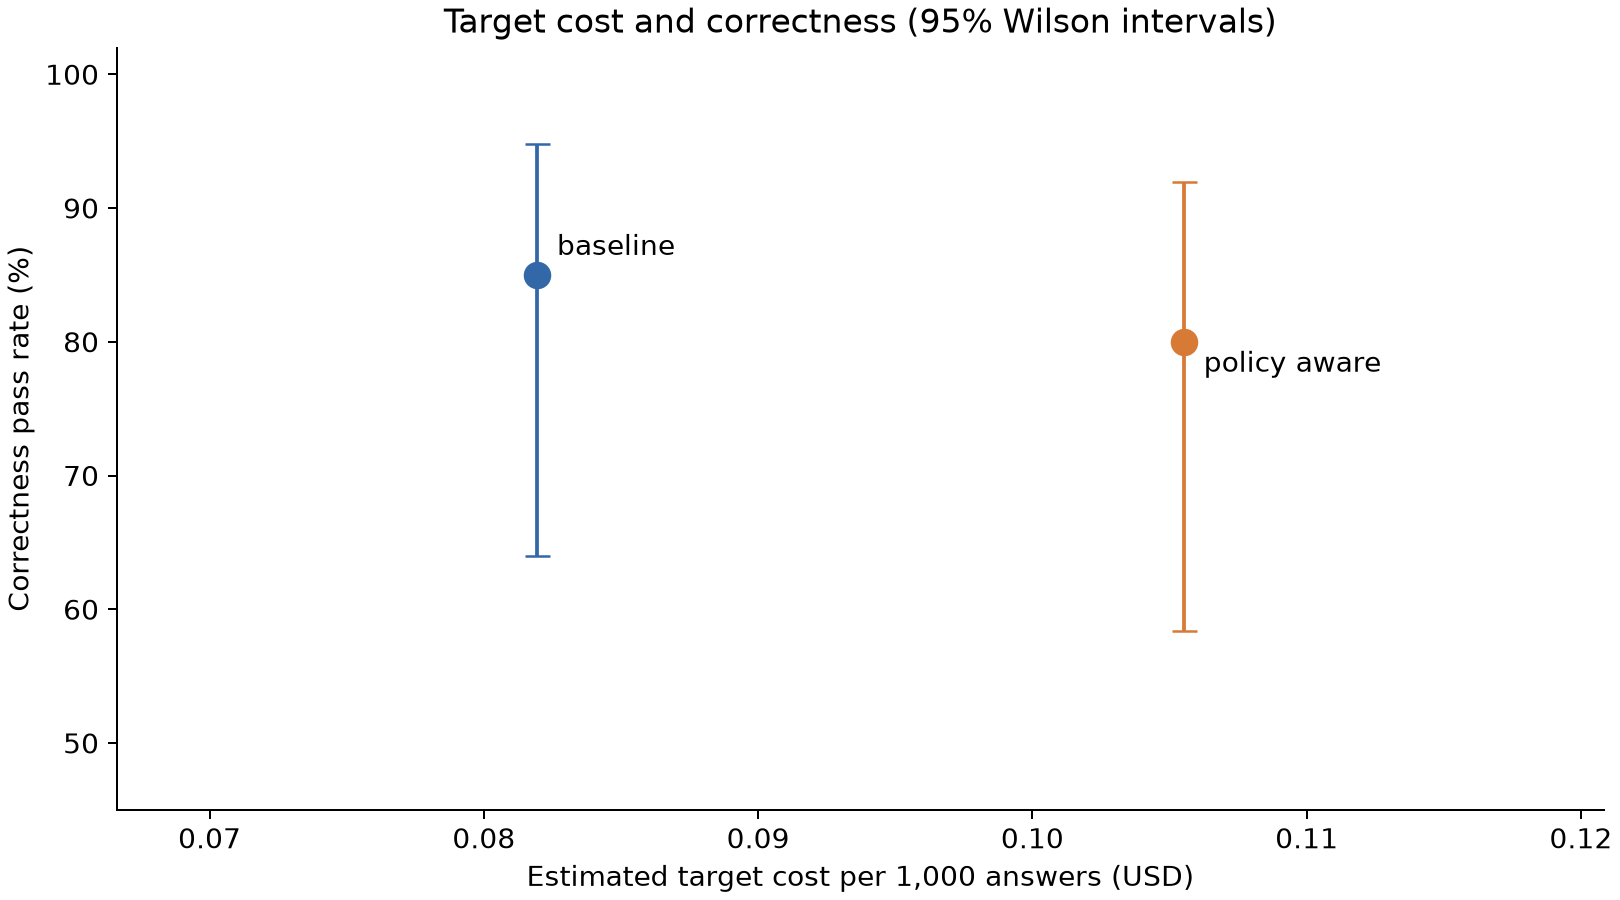 Target cost and correctness (95% Wilson intervals)
100
90
80
70
60
50
Correctness pass rate (%)
baseline
policy aware
0.07
0.08
0.09
0.10
0.11
0.12
Estimated target cost per 1,000 answers (USD)